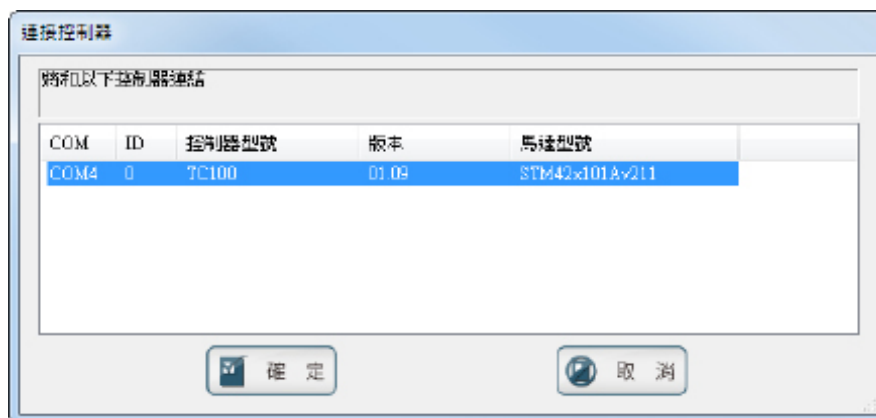 連接控制器
將和以下控制器連結
COM ID 控制器型號 版本 馬達型號
COM4 0 TC100 01.09 STM42x101Av211
確 定 取 消